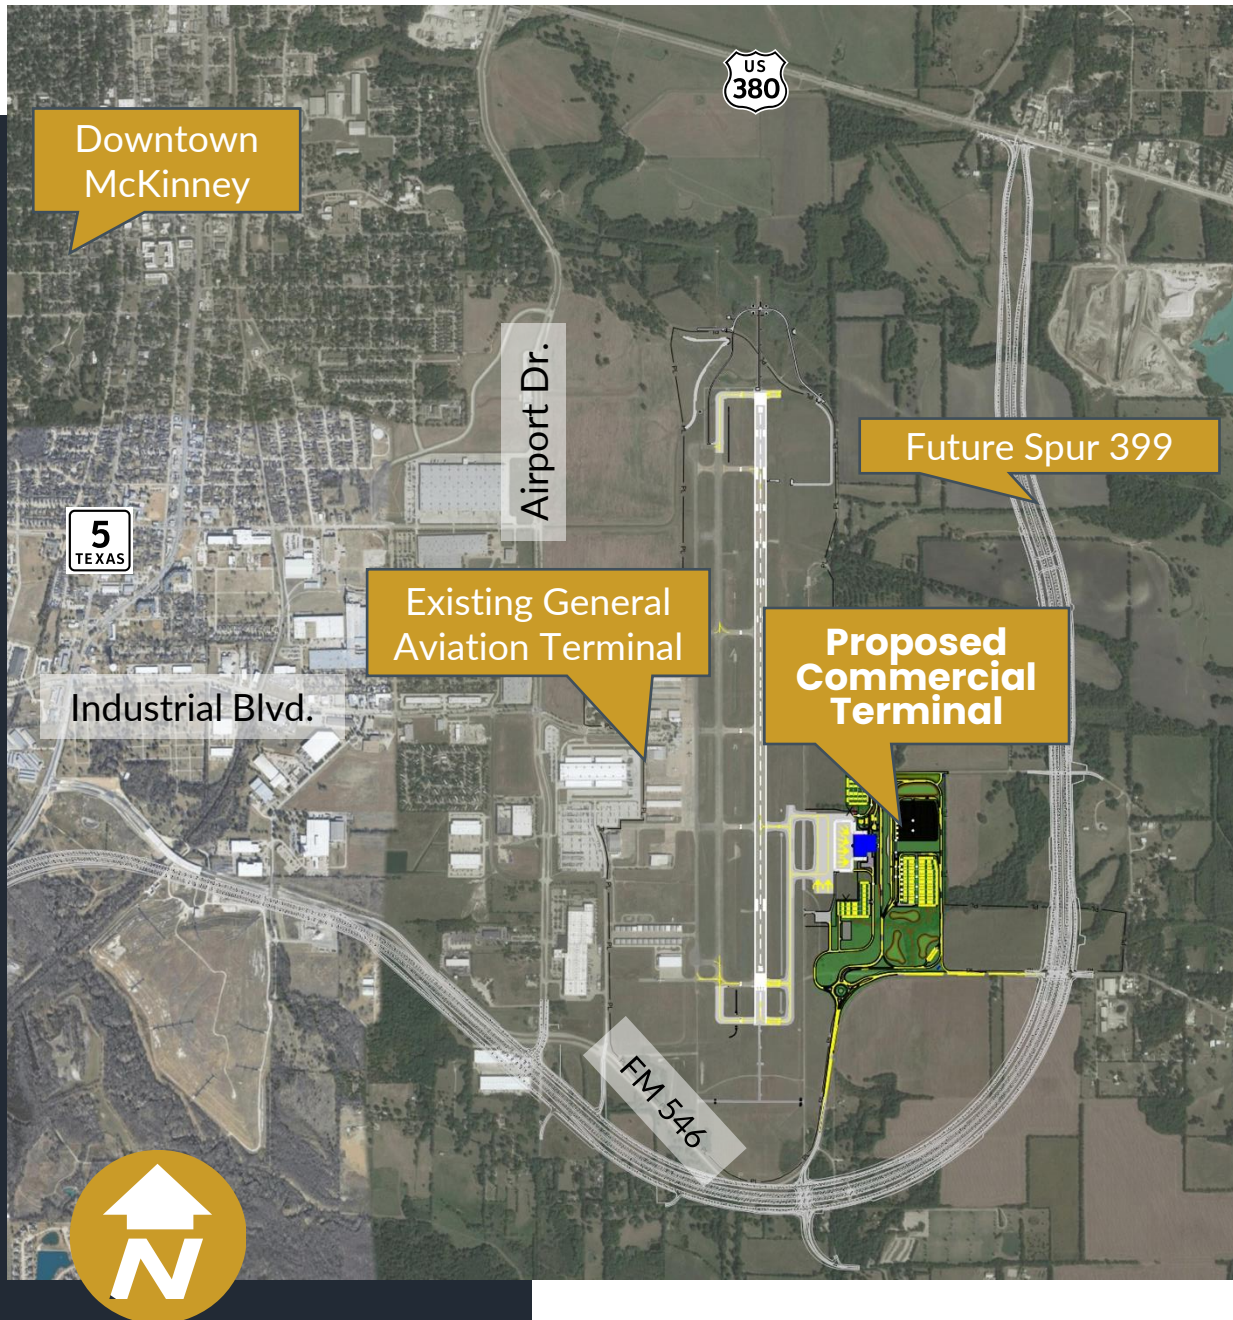 US
380
Downtown
McKinney
Airport Dr.
Future Spur 399
5
TEXAS
Existing General
Aviation Terminal
Proposed
Commercial
Terminal
Industrial Blvd.
FM 546
N